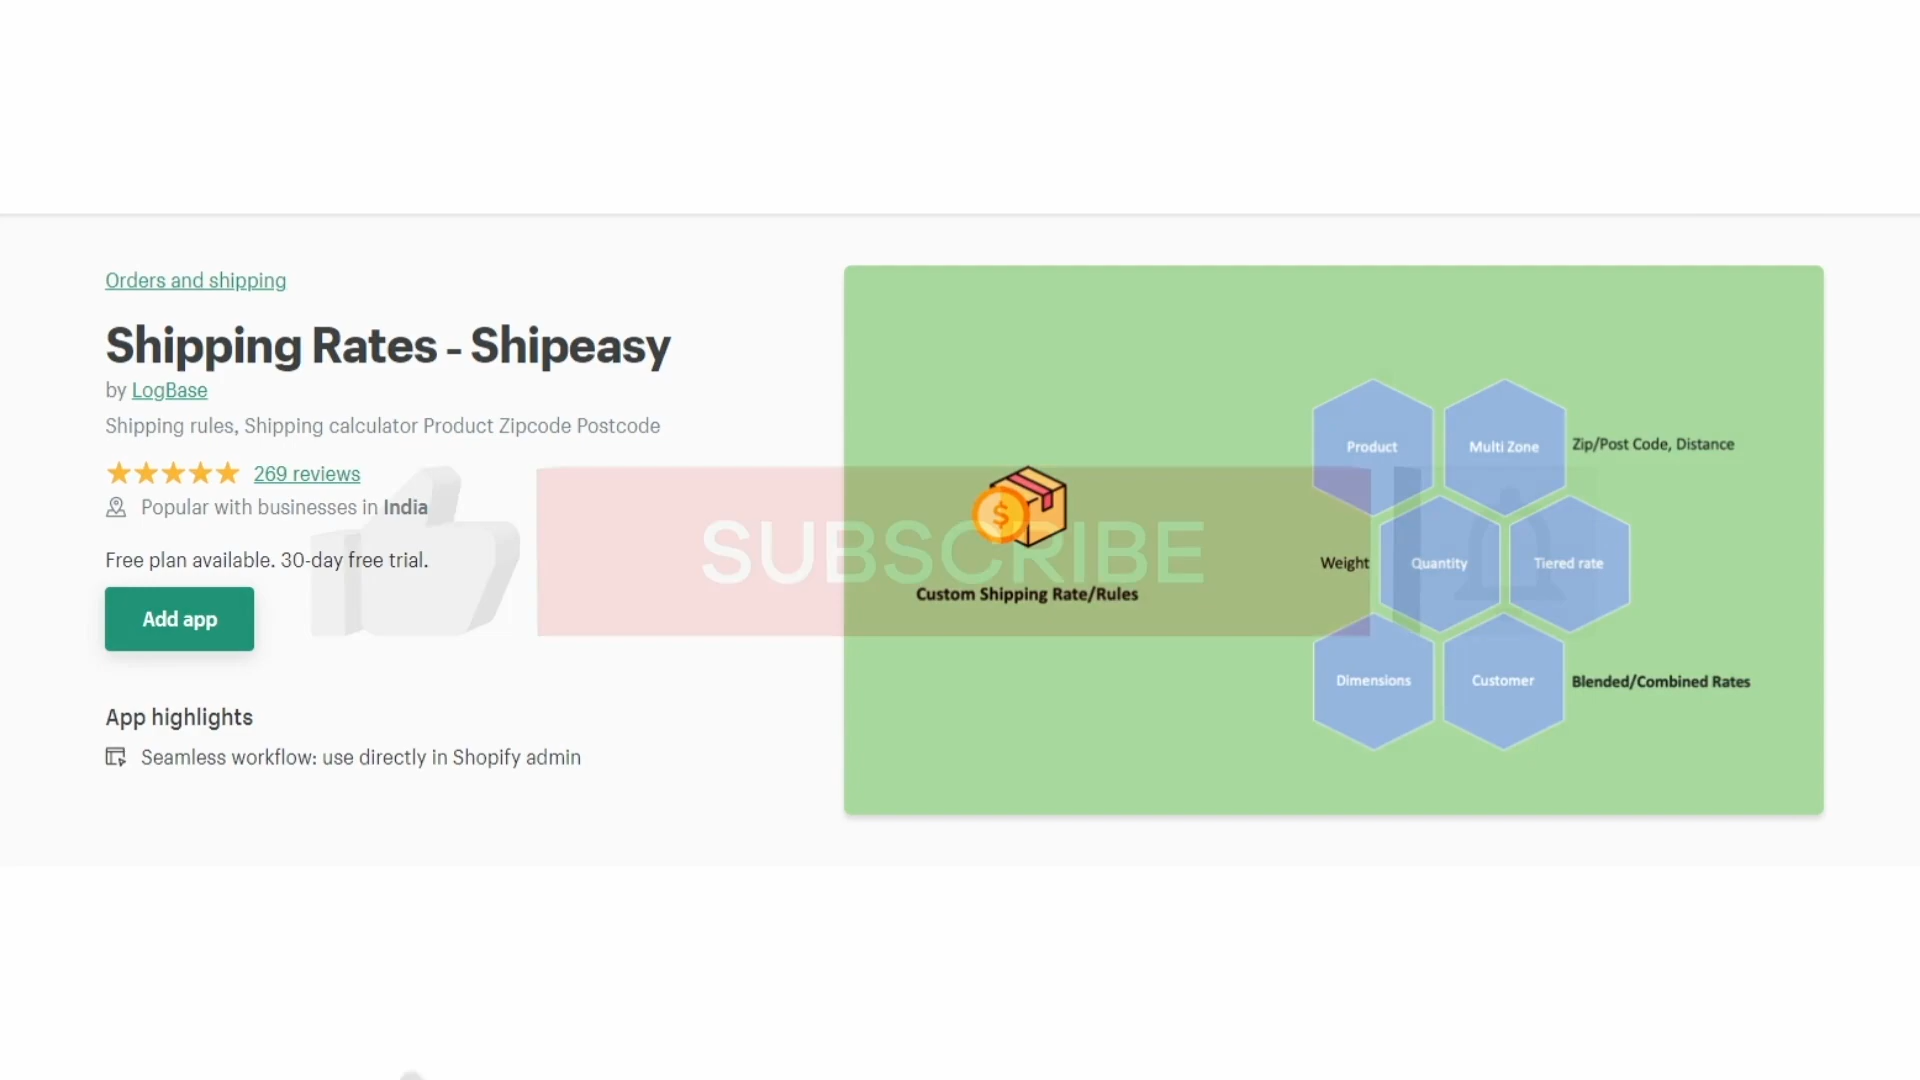 Orders and shipping
Shipping Rates - Shipeasy
by LogBase
Shipping rules, Shipping calculator Product Zipcode Postcode
269 reviews
Popular with businesses in India
Free plan available. 30-day free trial.
Add app
App highlights
Seamless workflow: use directly in Shopify admin
SUBSCRIBE
$
Custom Shipping Rate/Rules
Product
Multi Zone
Zip/Post Code, Distance
Weight
Quantity
Tiered rate
Dimensions
Customer
Blended/Combined Rates